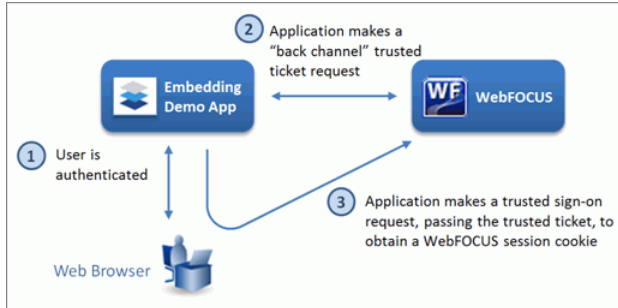 2
Application makes a
“back channel” trusted
ticket request
Embedding
Demo App
WF
WebFOCUS
1
User is
authenticated
3
Application makes a trusted sign-on
request, passing the trusted ticket, to
obtain a WebFOCUS session cookie
Web Browser